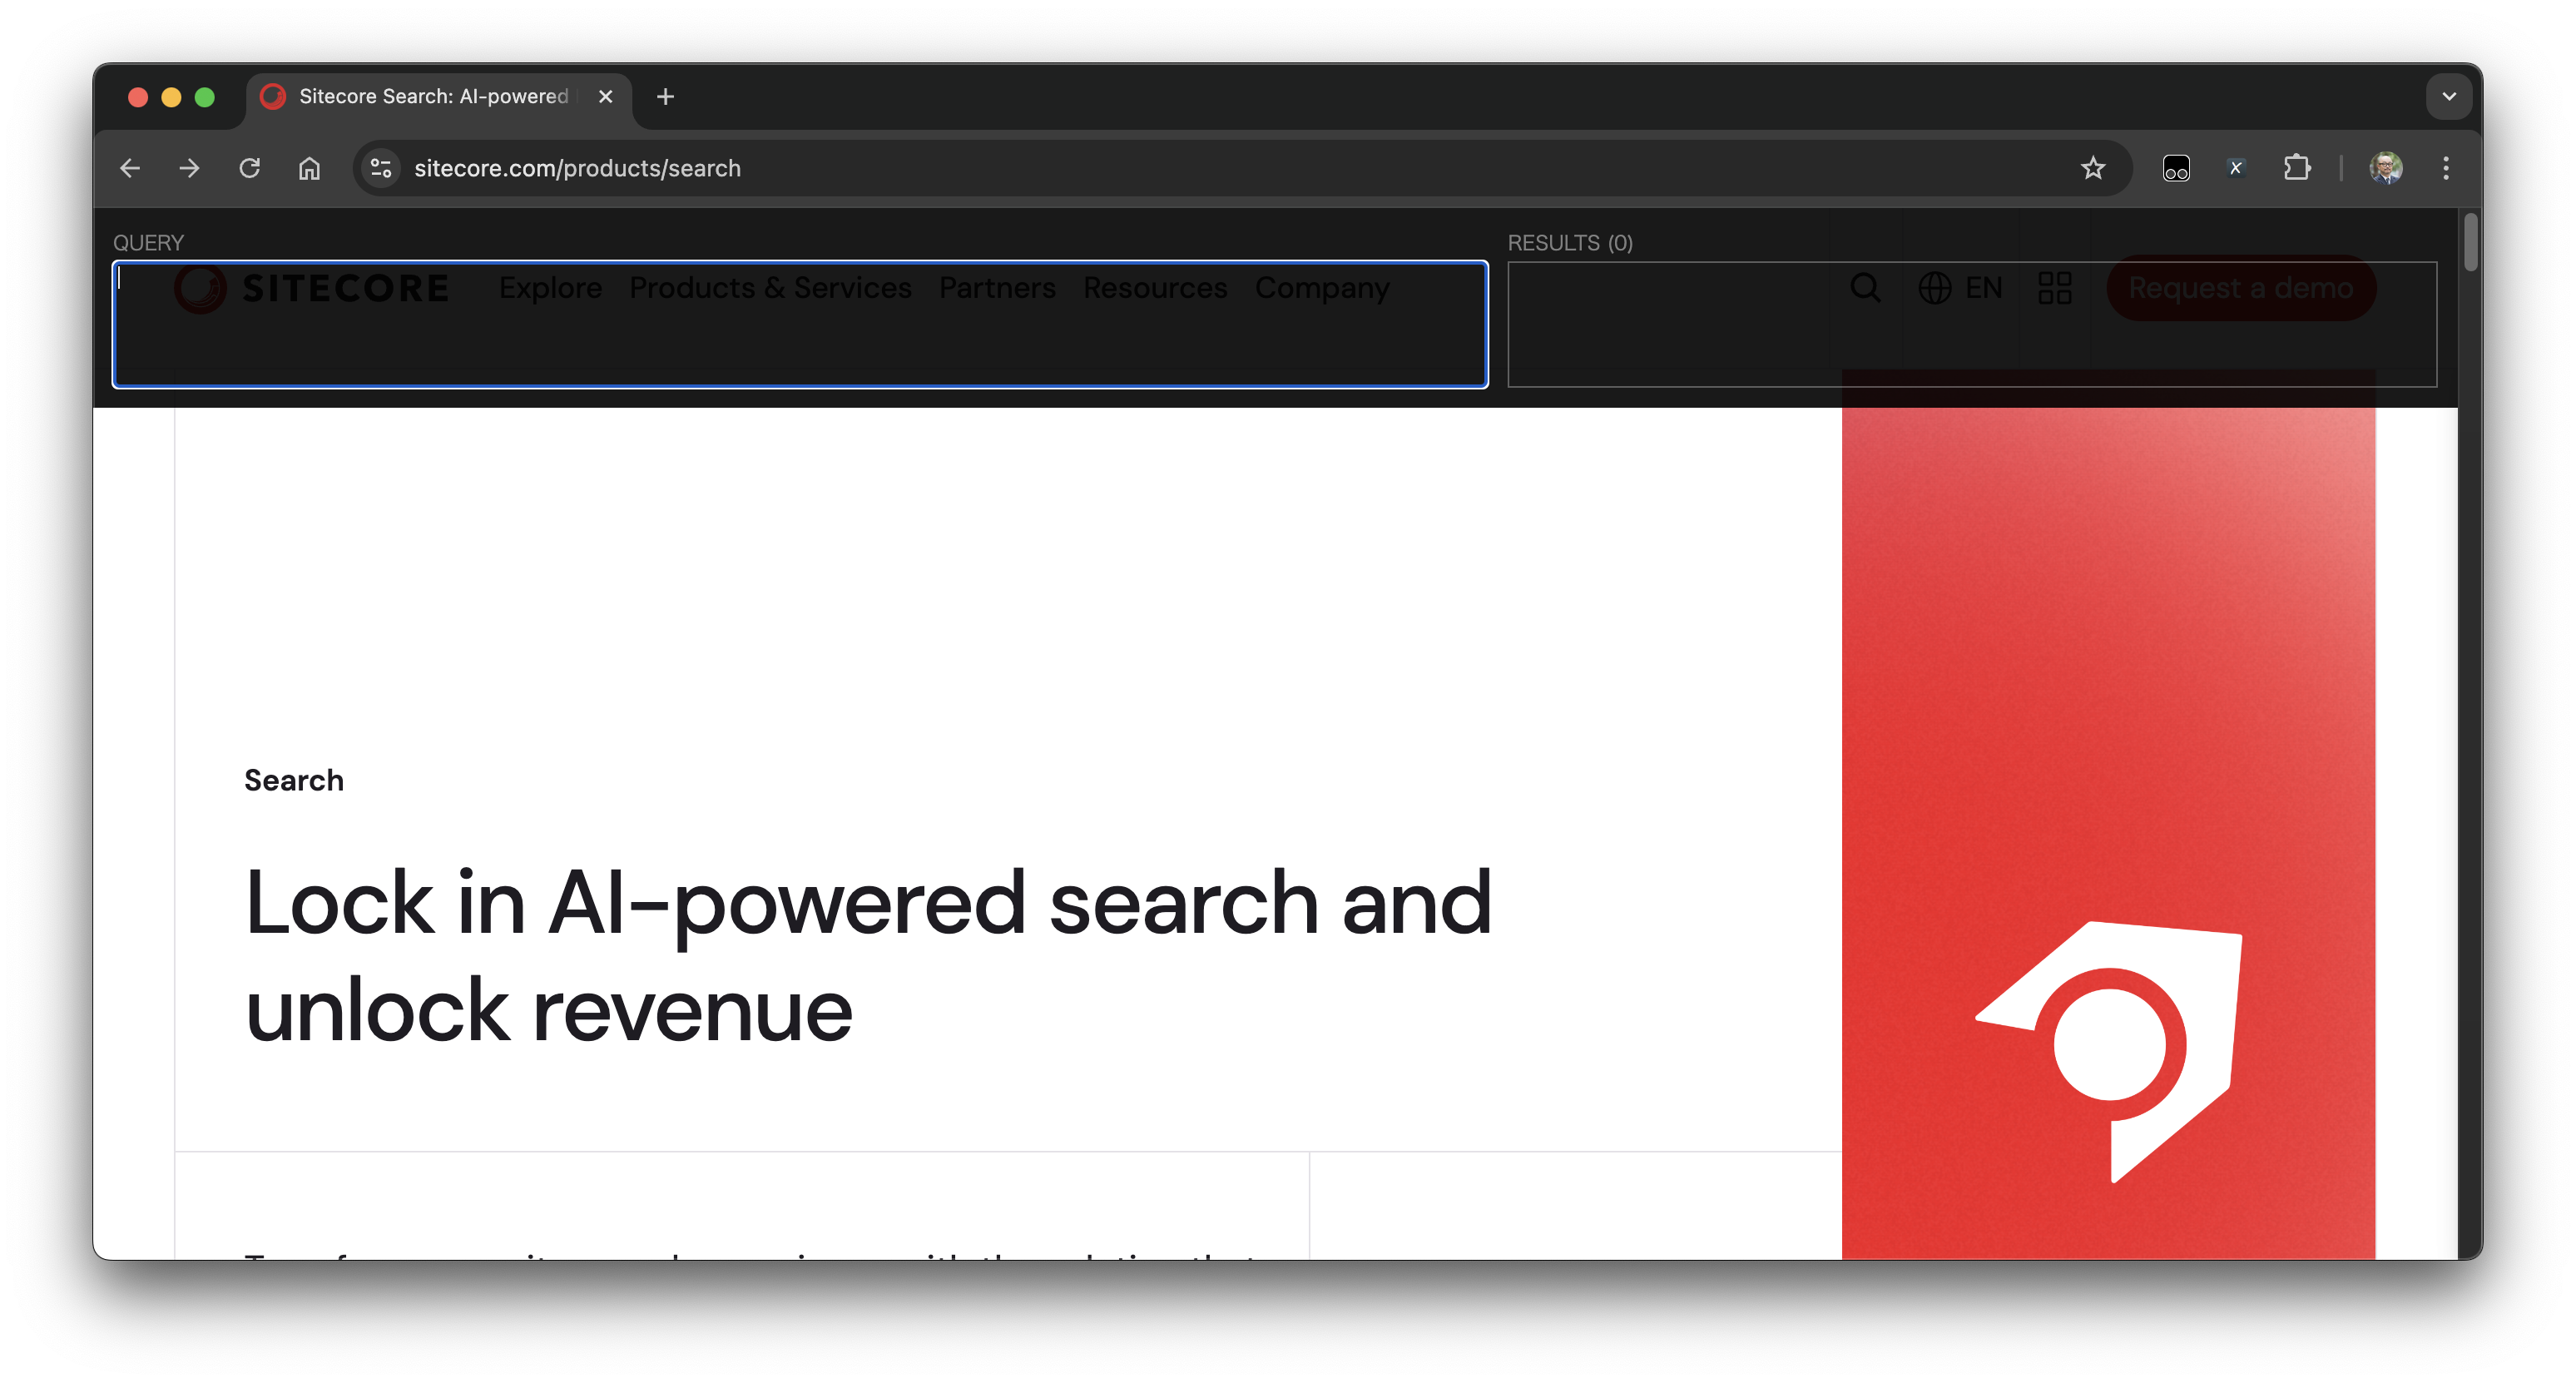 Sitecore Search: AI-powered
sitecore.com/products/search
QUERY
RESULTS (0)
SITECORE Explore Products & Services Partners Resources Company EN Request a demo
Search
Lock in AI-powered search and
unlock revenue